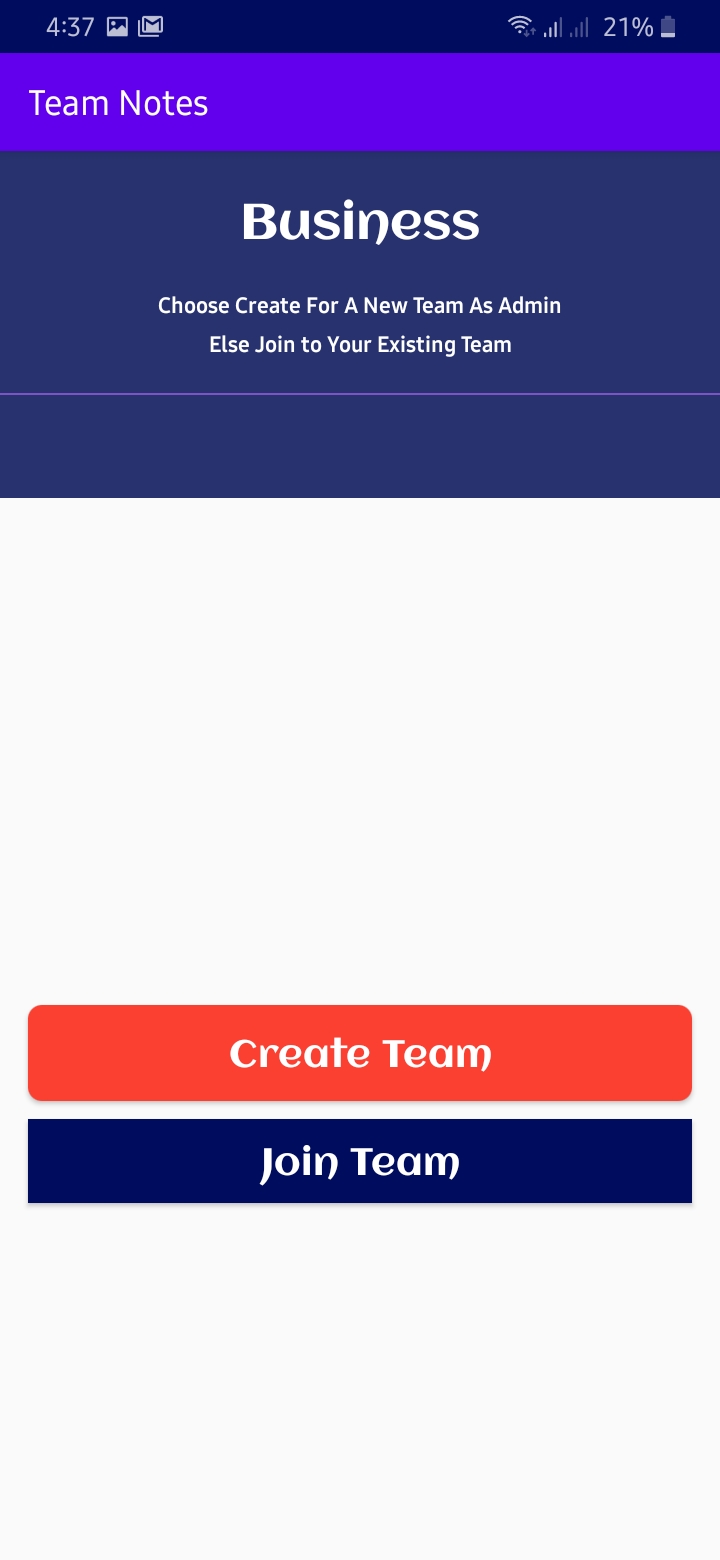 4:37 21%
Team Notes
Business
Choose Create For A New Team As Admin
Else Join to Your Existing Team
Create Team
Join Team